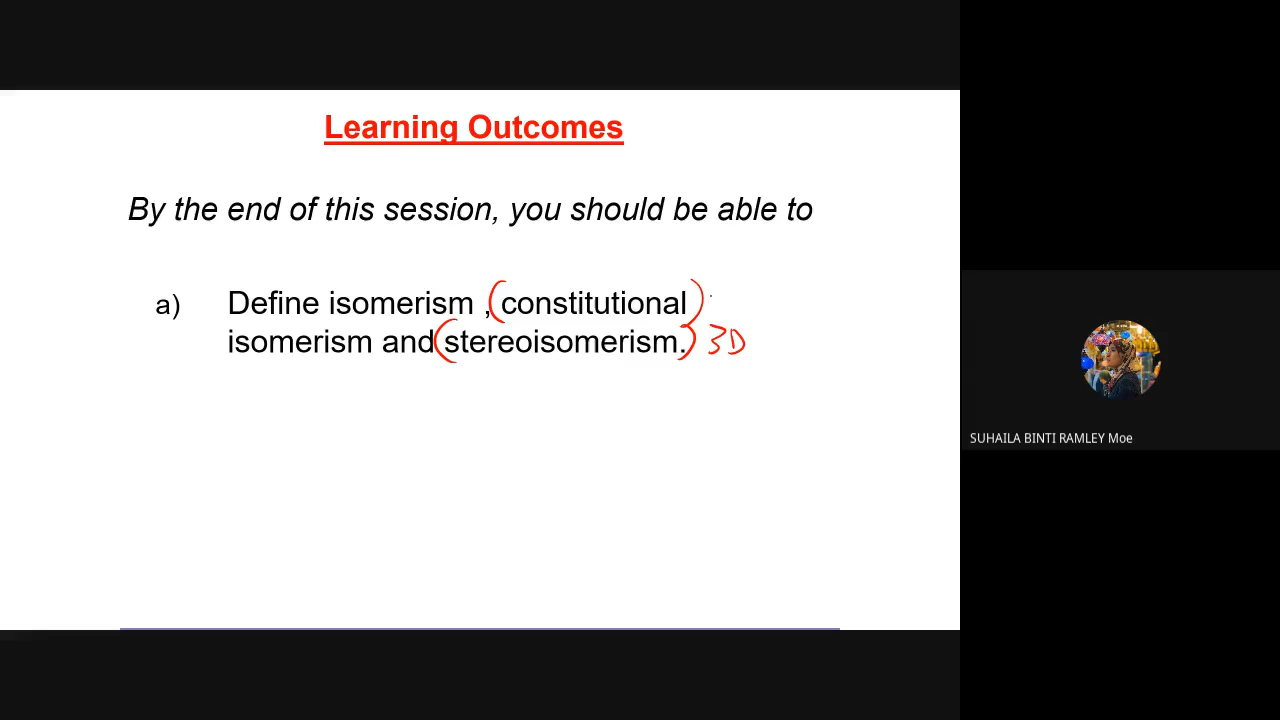 Learning Outcomes
By the end of this session, you should be able to
a) Define isomerism , (constitutional)
isomerism and (stereoisomerism.) 3D
SUHAILA BINTI RAMLEY Moe